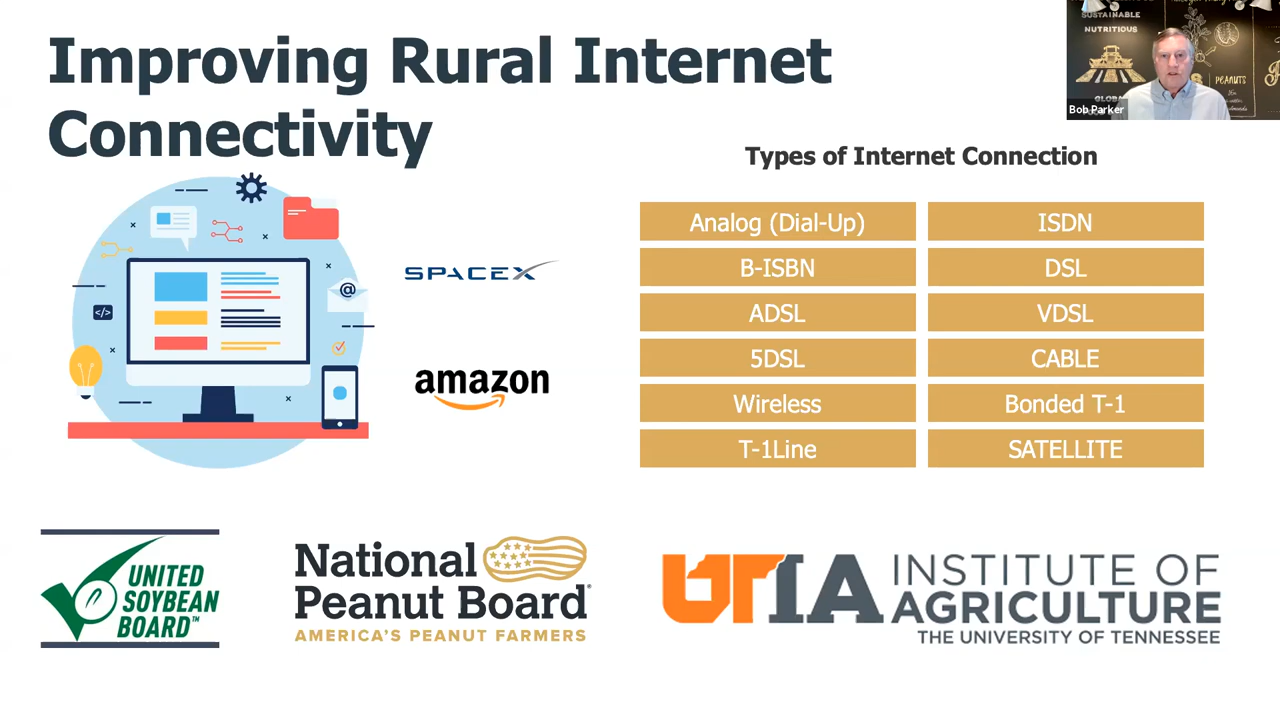 Improving Rural Internet
Connectivity
SUSTAINABLE
NUTRITIOUS
GLOBAL
PEANUTS
Bob Parker
Types of Internet Connection
Analog (Dial-Up)
ISDN
B-ISBN
DSL
ADSL
VDSL
5DSL
CABLE
Wireless
Bonded T-1
T-1Line
SATELLITE
</>
@
SPACEX
amazon
UNITED
SOYBEAN
BOARD™
National
Peanut Board®
AMERICA'S PEANUT FARMERS
UTIA INSTITUTE OF
AGRICULTURE
THE UNIVERSITY OF TENNESSEE